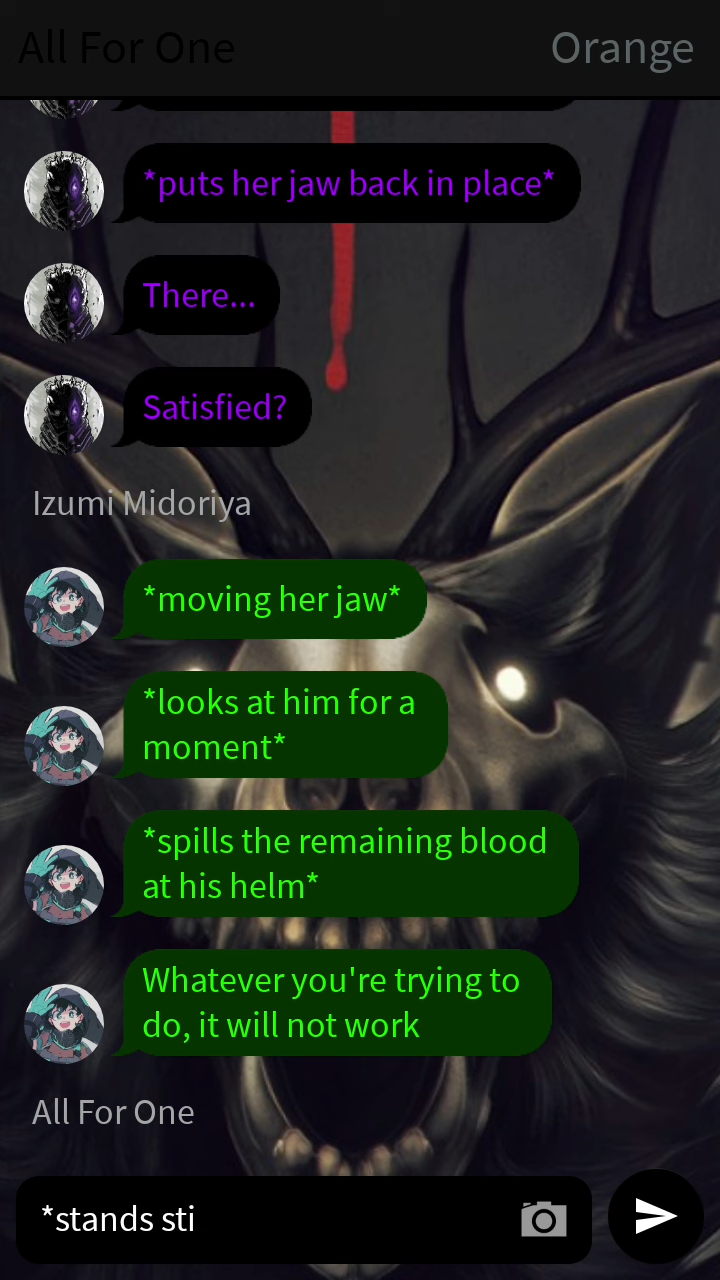 All For One
Orange
*puts her jaw back in place*
There...
Satisfied?
Izumi Midoriya
*moving her jaw*
*looks at him for a
moment*
*spills the remaining blood
at his helm*
Whatever you're trying to
do, it will not work
All For One
*stands sti